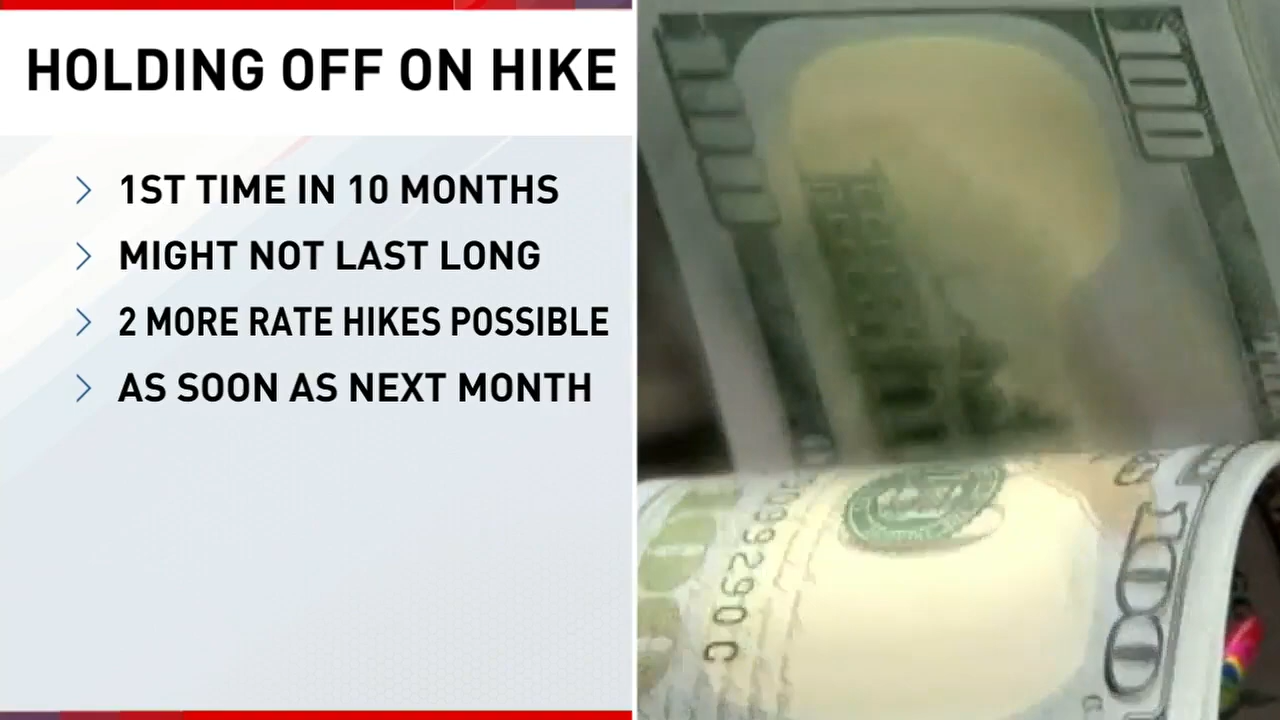 HOLDING OFF ON HIKE
1ST TIME IN 10 MONTHS
MIGHT NOT LAST LONG
2 MORE RATE HIKES POSSIBLE
AS SOON AS NEXT MONTH
100